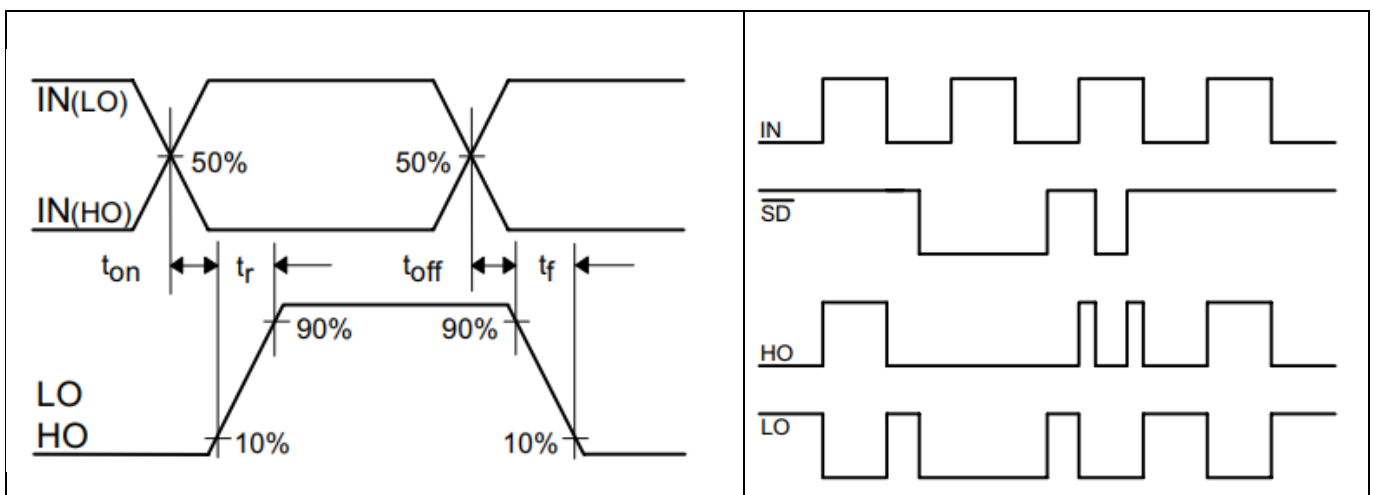 IN(LO)
50%
50%
IN(HO)
ton
tr
toff
tf
90%
90%
LO
HO
10%
10%
IN
SD
HO
LO